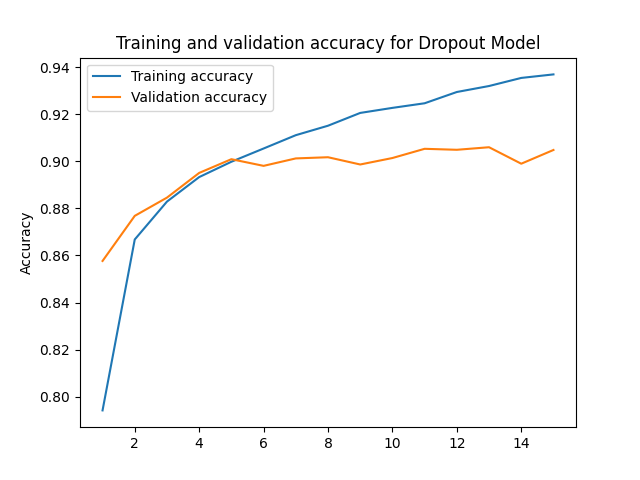 Training and validation accuracy for Dropout Model
Training accuracy
Validation accuracy
Accuracy
0.94
0.92
0.90
0.88
0.86
0.84
0.82
0.80
2 4 6 8 10 12 14